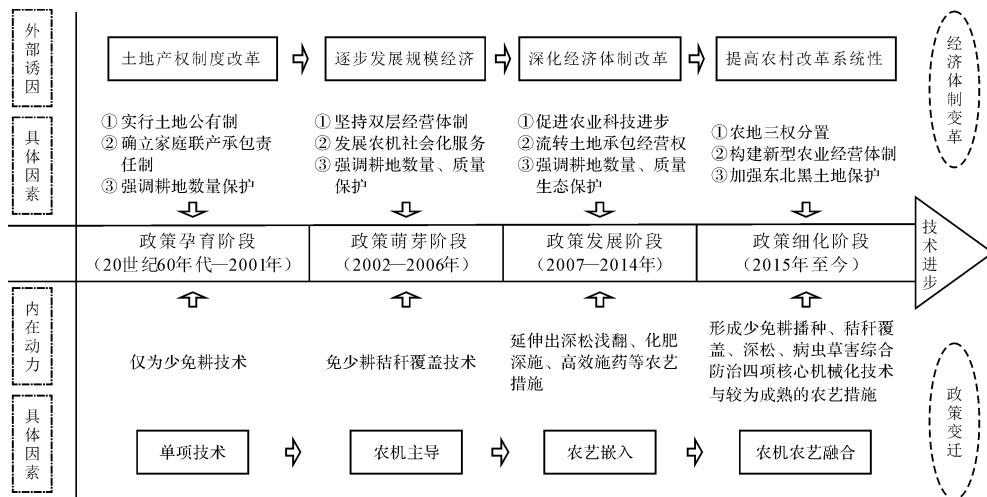 外部诱因
土地产权制度改革
逐步发展规模经济
深化经济体制改革
提高农村改革系统性
经济体制变革
具体因素
① 实行土地公有制
② 确立家庭联产承包责
任制
③ 强调耕地数量保护
① 坚持双层经营体制
② 发展农机社会化服务
③ 强调耕地数量、质量
保护
①促进农业科技进步
②流转土地承包经营权
③强调耕地数量、质量
生态保护
①农地三权分置
②构建新型农业经营体制
③加强东北黑土地保护
政策孕育阶段
(20世纪60年代—2001年)
政策萌芽阶段
(2002—2006年)
政策发展阶段
(2007—2014年)
政策细化阶段
(2015年至今)
技术进步
内在动力
仅为少免耕技术
免少耕秸秆覆盖技术
延伸出深松浅翻、化肥
深施、高效施药等农艺
措施
形成少免耕播种、秸秆覆
盖、深松、病虫草害综合
防治四项核心机械化技术
与较为成熟的农艺措施
政策变迁
具体因素
单项技术
农机主导
农艺嵌入
农机农艺融合